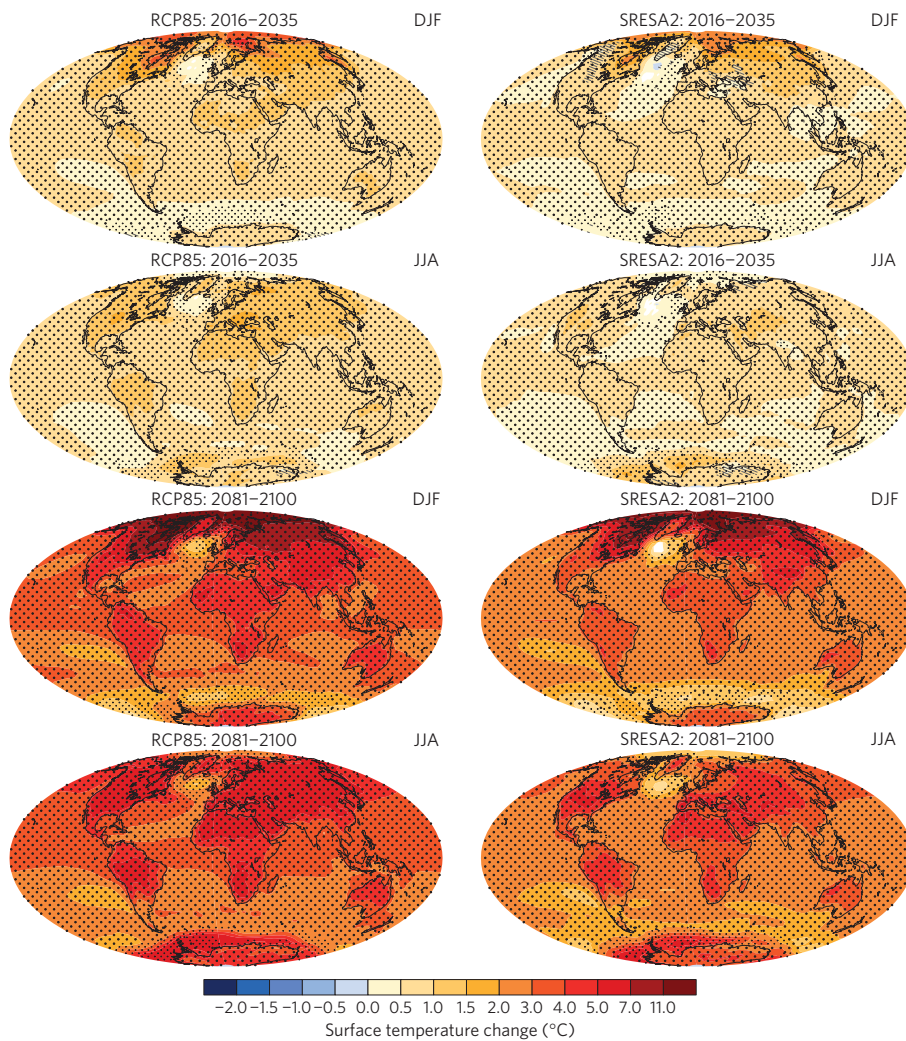 RCP85: 2016–2035 DJF SRESA2: 2016–2035 DJF
RCP85: 2016–2035 JJA SRESA2: 2016–2035 JJA
RCP85: 2081–2100 DJF SRESA2: 2081–2100 DJF
RCP85: 2081–2100 JJA SRESA2: 2081–2100 JJA
−2.0 −1.5 −1.0 −0.5 0.0 0.5 1.0 1.5 2.0 3.0 4.0 5.0 7.0 11.0
Surface temperature change (°C)